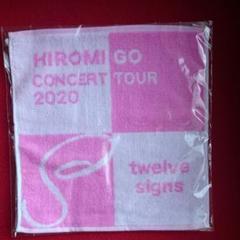 HIROMI GO
CONCERT TOUR
2020
twelve
signs